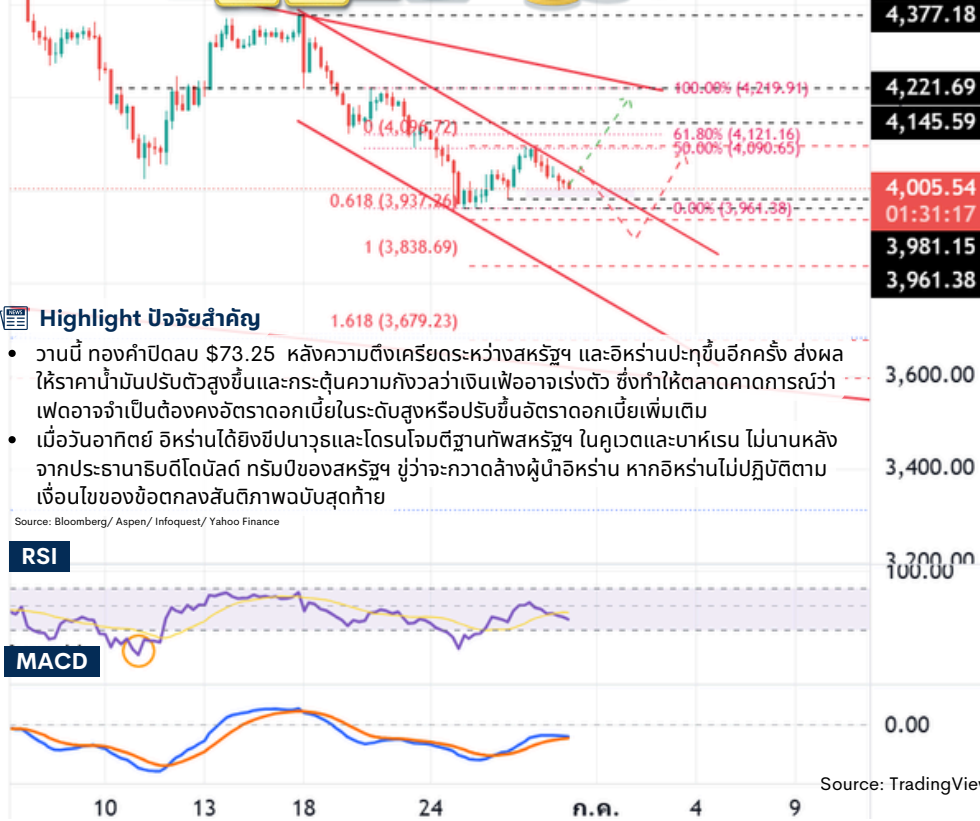 4,377.18
100.00% (4,219.91)
4,221.69
0 (4,096.72)
4,145.59
61.80% (4,121.16)
50.00% (4,090.65)
4,005.54
01:31:17
0.618 (3,937.26)
0.00% (3,961.38)
3,981.15
1 (3,838.69)
3,961.38
NEWS
Highlight ปัจจัยสำคัญ
1.618 (3,679.23)
• วานนี้ ทองคำปิดลบ $73.25 หลังความตึงเครียดระหว่างสหรัฐฯ และอิหร่านปะทุขึ้นอีกครั้ง ส่งผล
ให้ราคาน้ำมันปรับตัวสูงขึ้นและกระตุ้นความกังวลว่าเงินเฟ้ออาจเร่งตัว ซึ่งทำให้ตลาดคาดการณ์ว่า
3,600.00
เฟดอาจจำเป็นต้องคงอัตราดอกเบี้ยในระดับสูงหรือปรับขึ้นอัตราดอกเบี้ยเพิ่มเติม
• เมื่อวันอาทิตย์ อิหร่านได้ยิงขีปนาวุธและโดรนโจมตีฐานทัพสหรัฐฯ ในคูเวตและบาห์เรน ไม่นานหลัง
จากประธานาธิบดีโดนัลด์ ทรัมป์ของสหรัฐฯ ขู่ว่าจะกวาดล้างผู้นำอิหร่าน หากอิหร่านไม่ปฏิบัติตาม
3,400.00
เงื่อนไขของข้อตกลงสันติภาพฉบับสุดท้าย
Source: Bloomberg/ Aspen/ Infoquest/ Yahoo Finance
RSI
3,200.00
100.00
MACD
0.00
Source: TradingView
10 13 18 24 ก.ค. 4 9